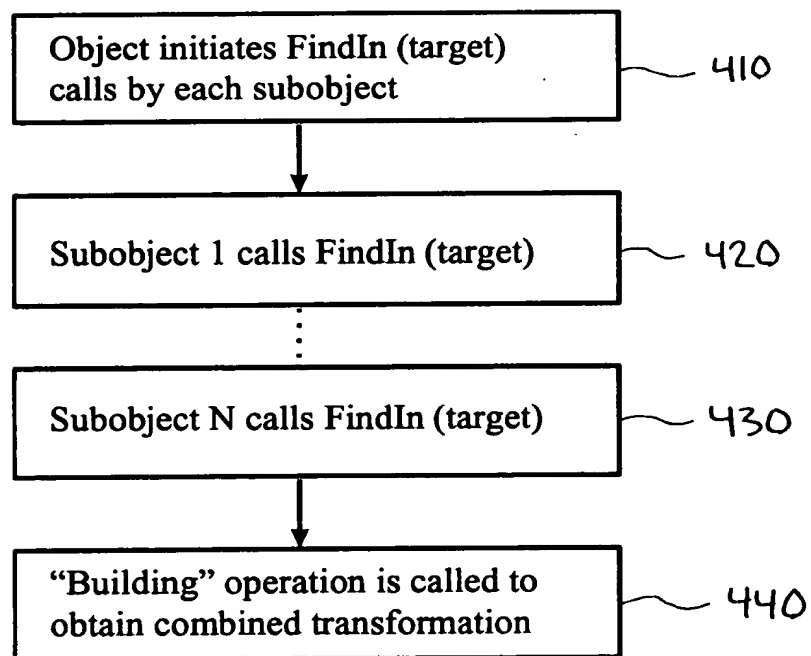 Object initiates FindIn (target)
calls by each subobject
410
Subobject 1 calls FindIn (target)
420
Subobject N calls FindIn (target)
430
“Building” operation is called to
obtain combined transformation
440